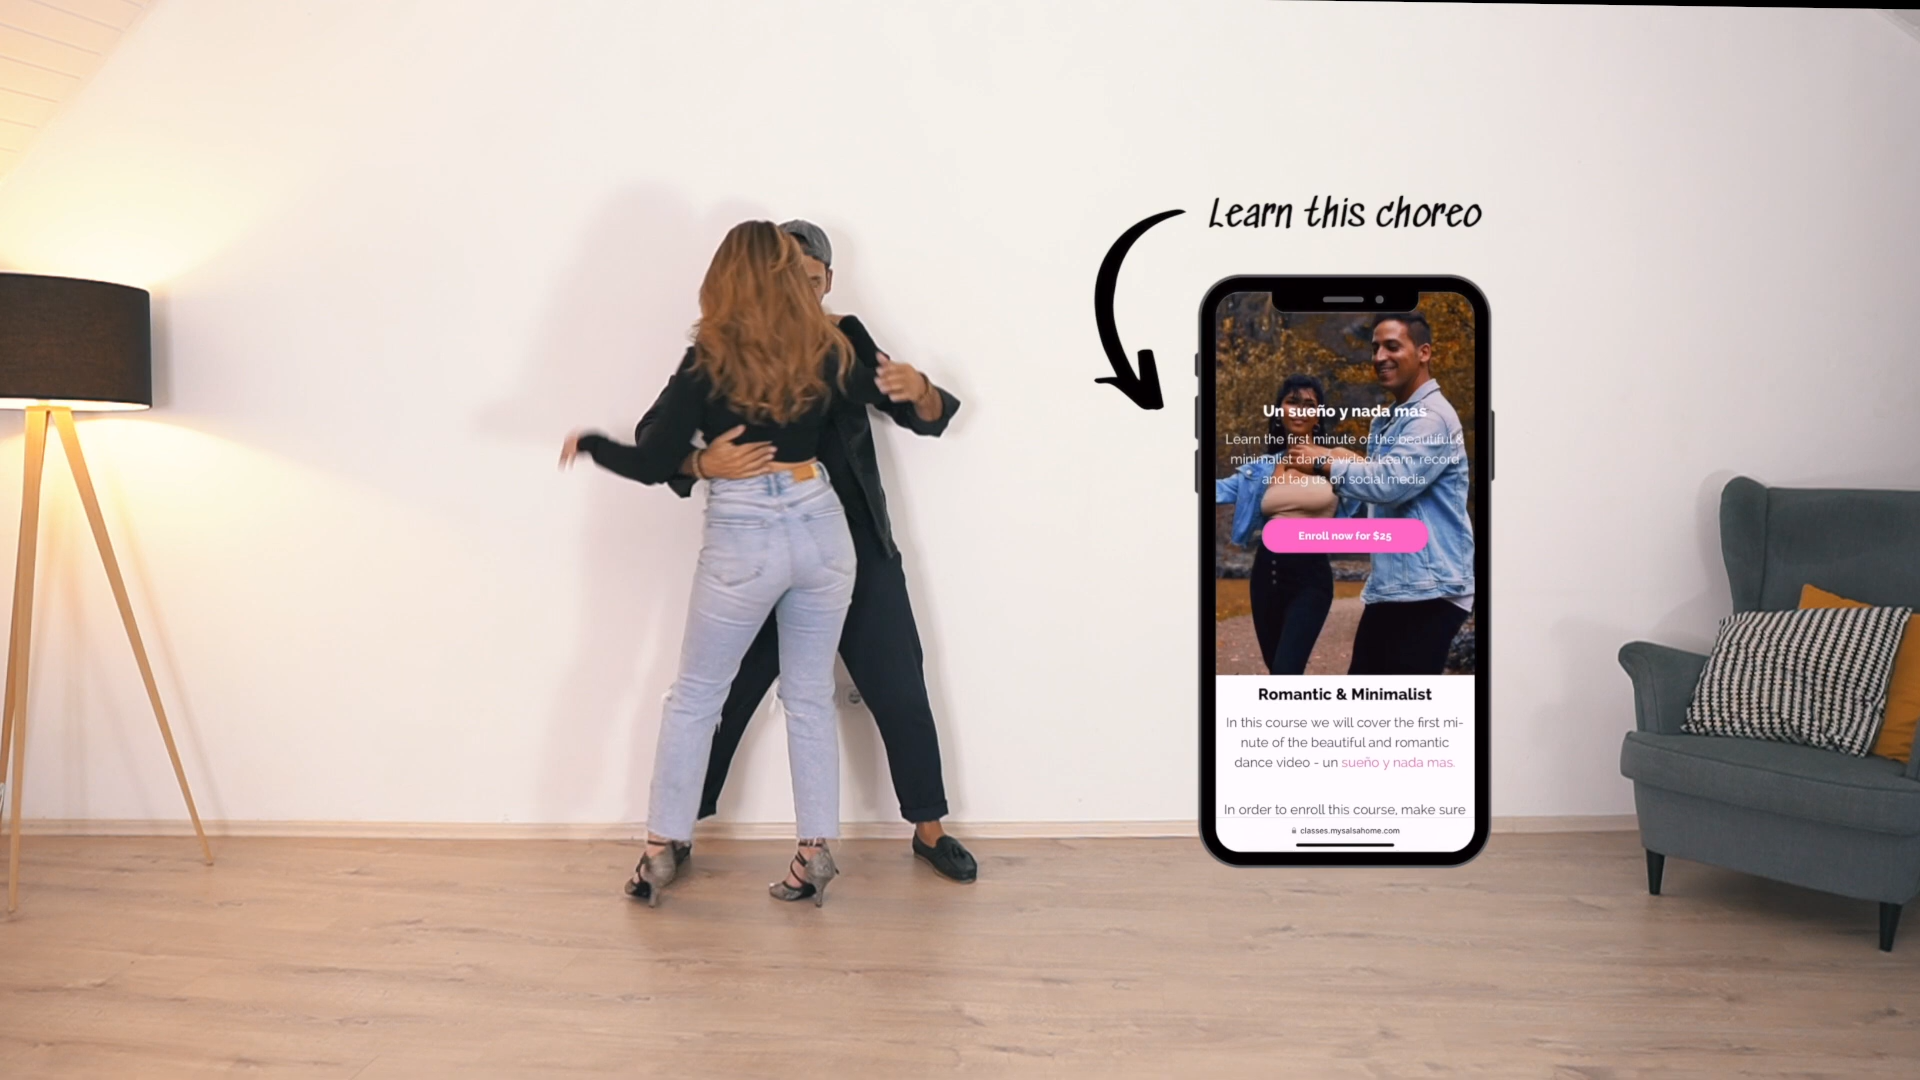 Learn this choreo
Un sueño y nada mas
Learn the first minute of the beautiful &
minimalist dance video. Learn, record
and tag us on social media.
Enroll now for $25
Romantic & Minimalist
In this course we will cover the first mi-
nute of the beautiful and romantic
dance video - un sueño y nada mas.
In order to enroll this course, make sure
classes.mysalsahome.com